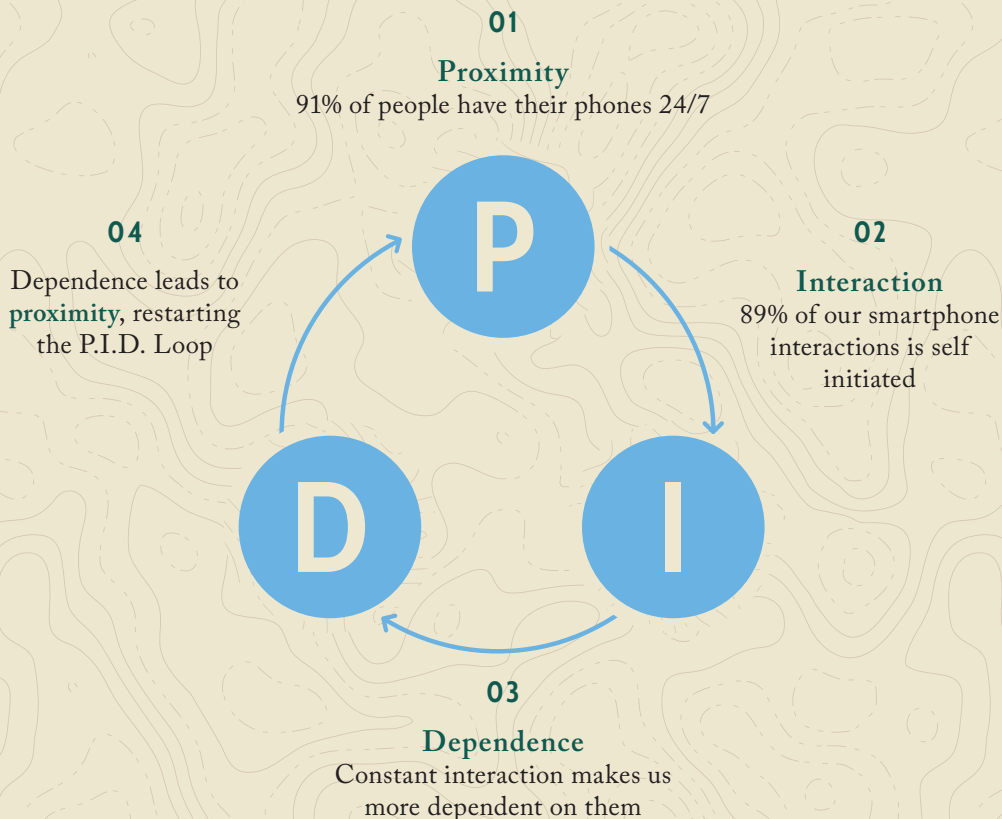 01
Proximity
91% of people have their phones 24/7
P
02
Interaction
89% of our smartphone
interactions is self
initiated
I
03
Dependence
Constant interaction makes us
more dependent on them
D
04
Dependence leads to
proximity, restarting
the P.I.D. Loop